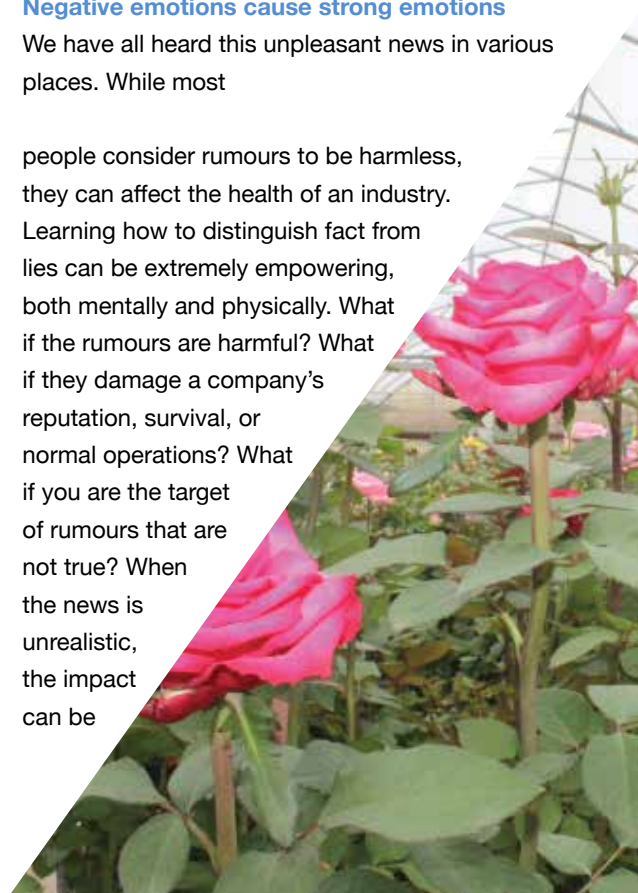 Negative emotions cause strong emotions
We have all heard this unpleasant news in various
places. While most
people consider rumours to be harmless,
they can affect the health of an industry.
Learning how to distinguish fact from
lies can be extremely empowering,
both mentally and physically. What
if the rumours are harmful? What
if they damage a company’s
reputation, survival, or
normal operations? What
if you are the target
of rumours that are
not true? When
the news is
unrealistic,
the impact
can be